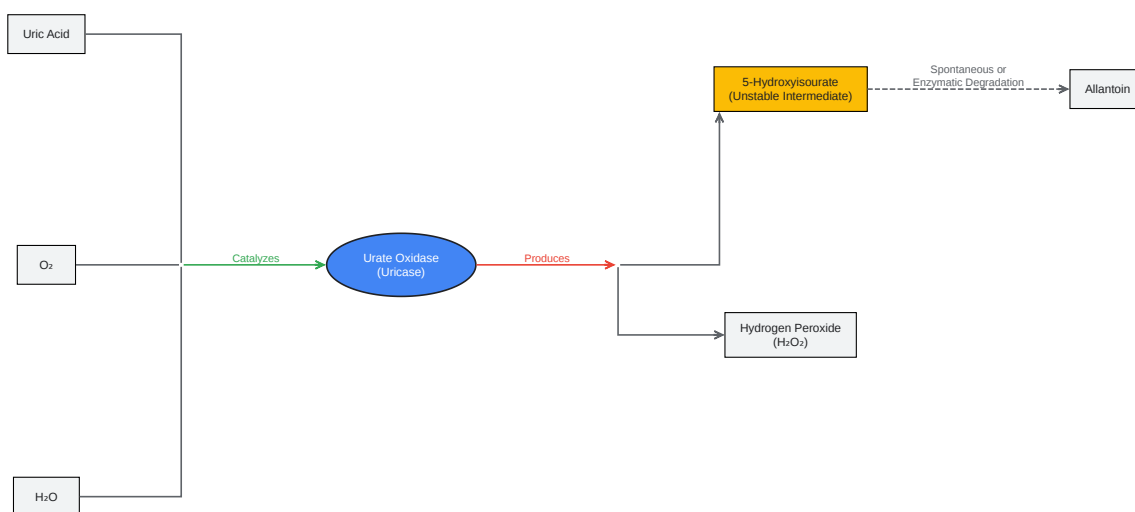 Uric Acid
5-Hydroxyisourate
(Unstable Intermediate)
Spontaneous or
Enzymatic Degradation
Allantoin
O₂
Catalyzes
Urate Oxidase
(Uricase)
Produces
Hydrogen Peroxide
(H₂O₂)
H₂O